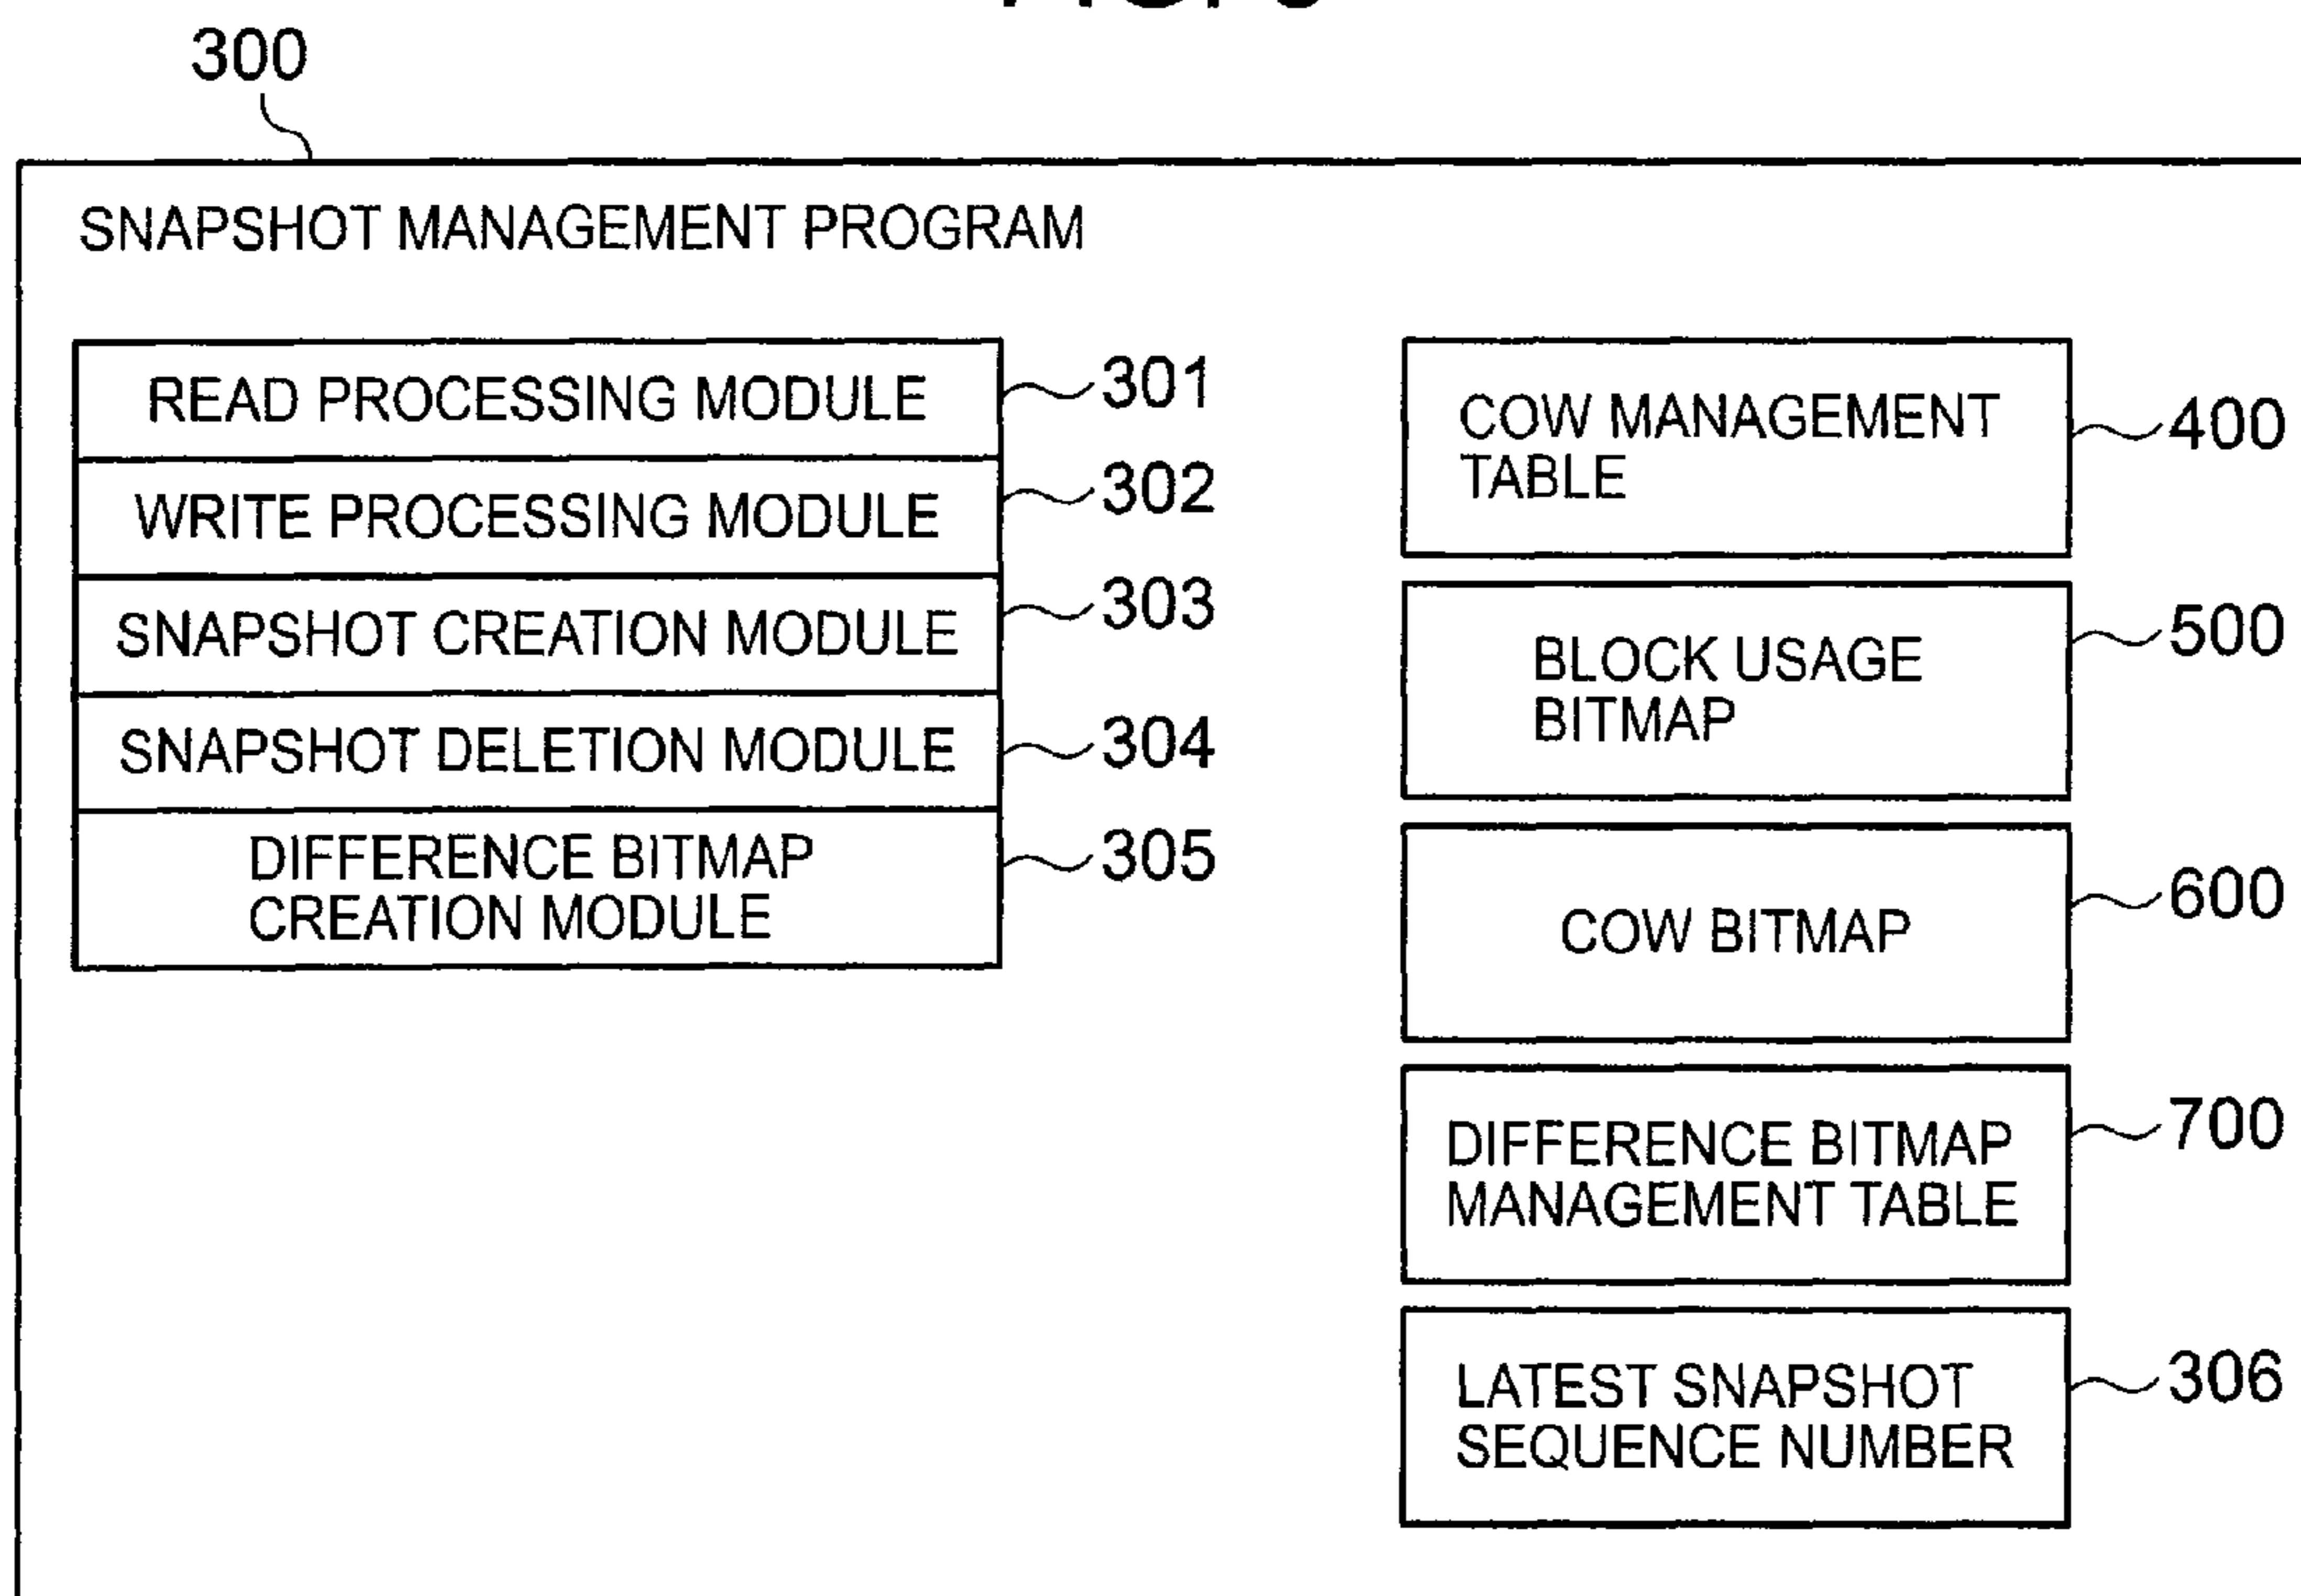 300
SNAPSHOT MANAGEMENT PROGRAM
READ PROCESSING MODULE
301
WRITE PROCESSING MODULE
302
SNAPSHOT CREATION MODULE
303
SNAPSHOT DELETION MODULE
304
DIFFERENCE BITMAP
CREATION MODULE
305
COW MANAGEMENT
TABLE
400
BLOCK USAGE
BITMAP
500
COW BITMAP
600
DIFFERENCE BITMAP
MANAGEMENT TABLE
700
LATEST SNAPSHOT
SEQUENCE NUMBER
306